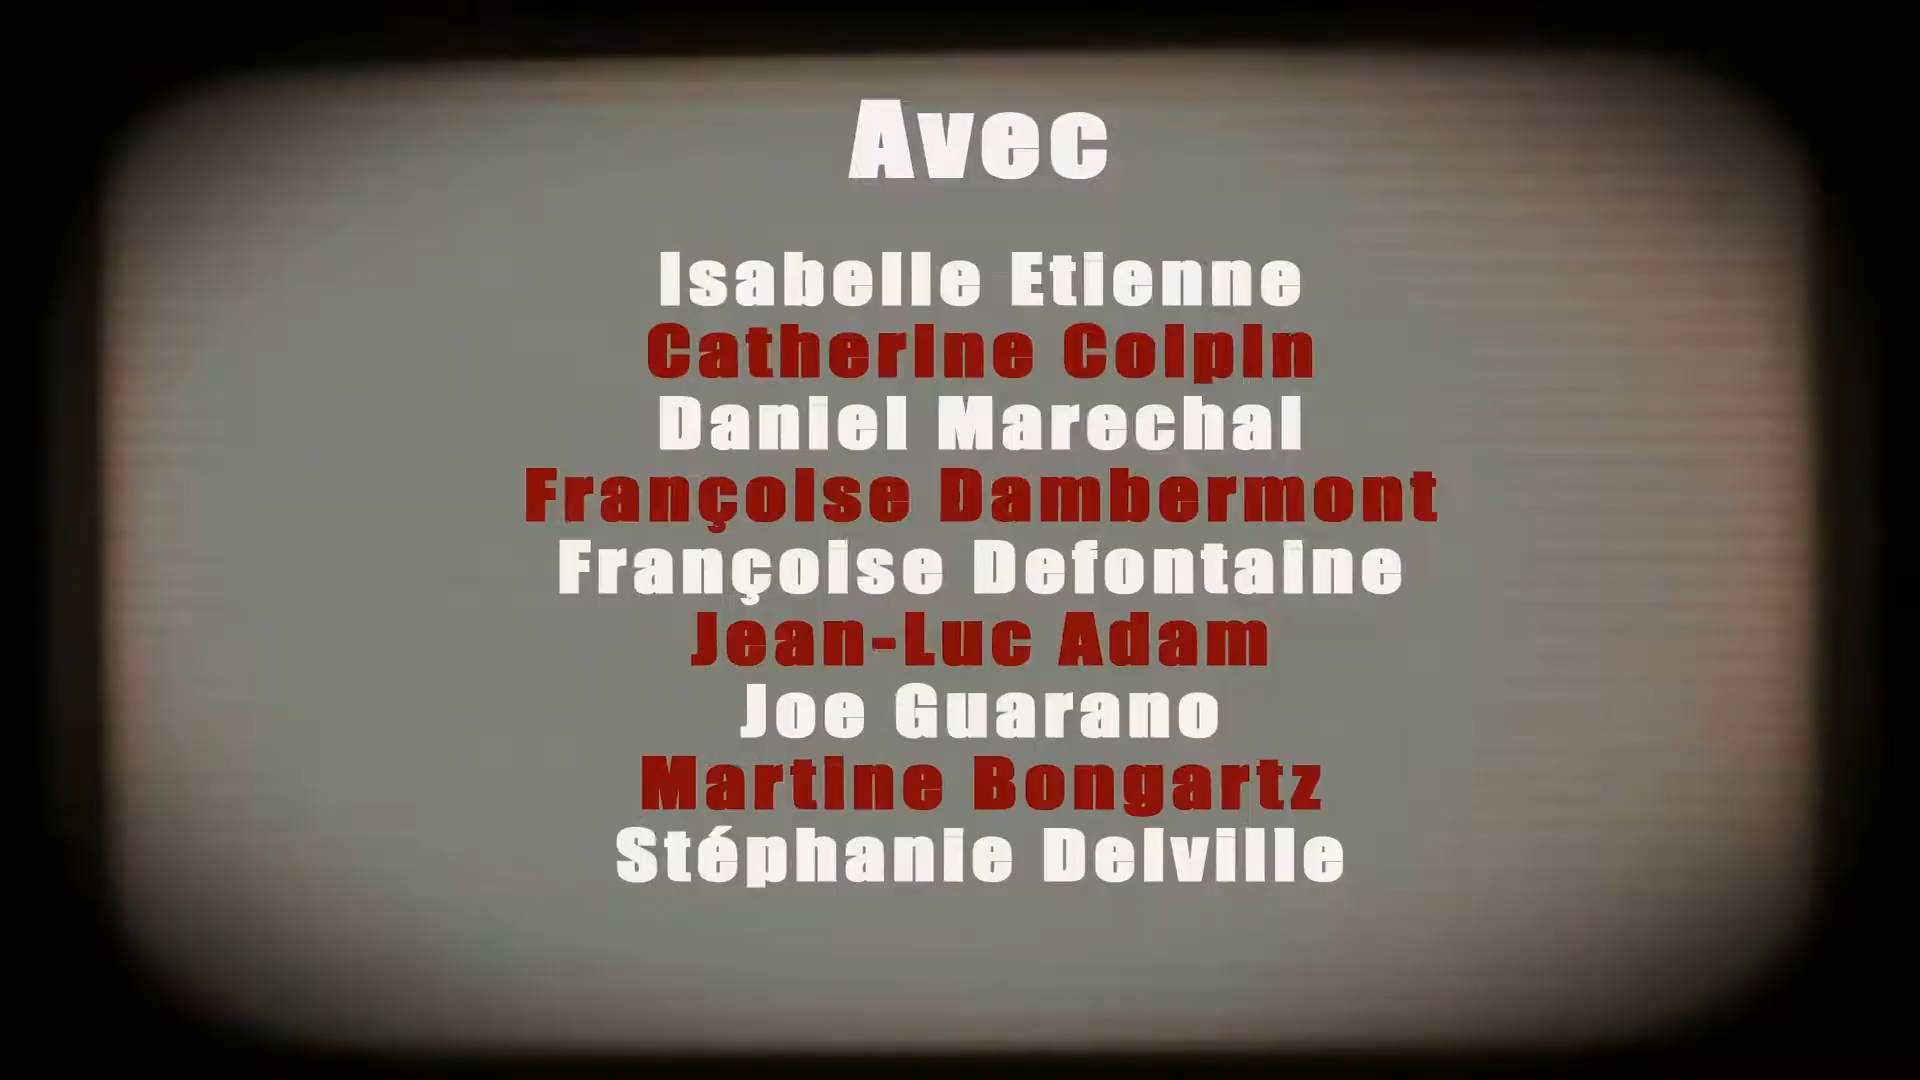 Avec
Isabelle Etienne
Catherine Colpin
Daniel Marechal
Françoise Dambermont
Françoise Defontaine
Jean-Luc Adam
Joe Guarano
Martine Bongartz
Stéphanie Delville